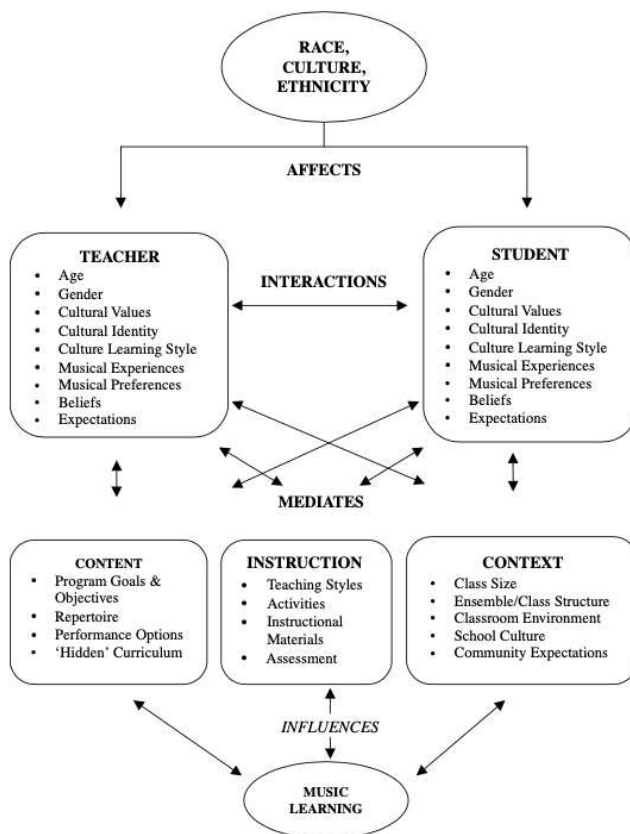 RACE,
CULTURE,
ETHNICITY
AFFECTS
TEACHER
• Age
• Gender
• Cultural Values
• Cultural Identity
• Culture Learning Style
• Musical Experiences
• Musical Preferences
• Beliefs
• Expectations
INTERACTIONS
STUDENT
• Age
• Gender
• Cultural Values
• Cultural Identity
• Culture Learning Style
• Musical Experiences
• Musical Preferences
• Beliefs
• Expectations
MEDIATES
CONTENT
• Program Goals &
Objectives
• Repertoire
• Performance Options
• ‘Hidden’ Curriculum
INSTRUCTION
• Teaching Styles
• Activities
• Instructional
Materials
• Assessment
CONTEXT
• Class Size
• Ensemble/Class Structure
• Classroom Environment
• School Culture
• Community Expectations
INFLUENCES
MUSIC
LEARNING